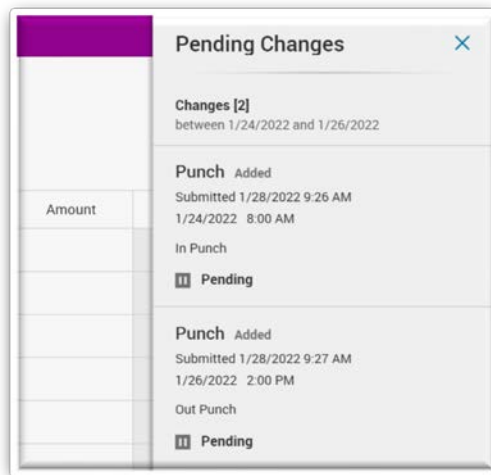 Pending Changes
Changes [2]
between 1/24/2022 and 1/26/2022
Amount
Punch Added
Submitted 1/28/2022 9:26 AM
1/24/2022 8:00 AM
In Punch
Pending
Punch Added
Submitted 1/28/2022 9:27 AM
1/26/2022 2:00 PM
Out Punch
Pending